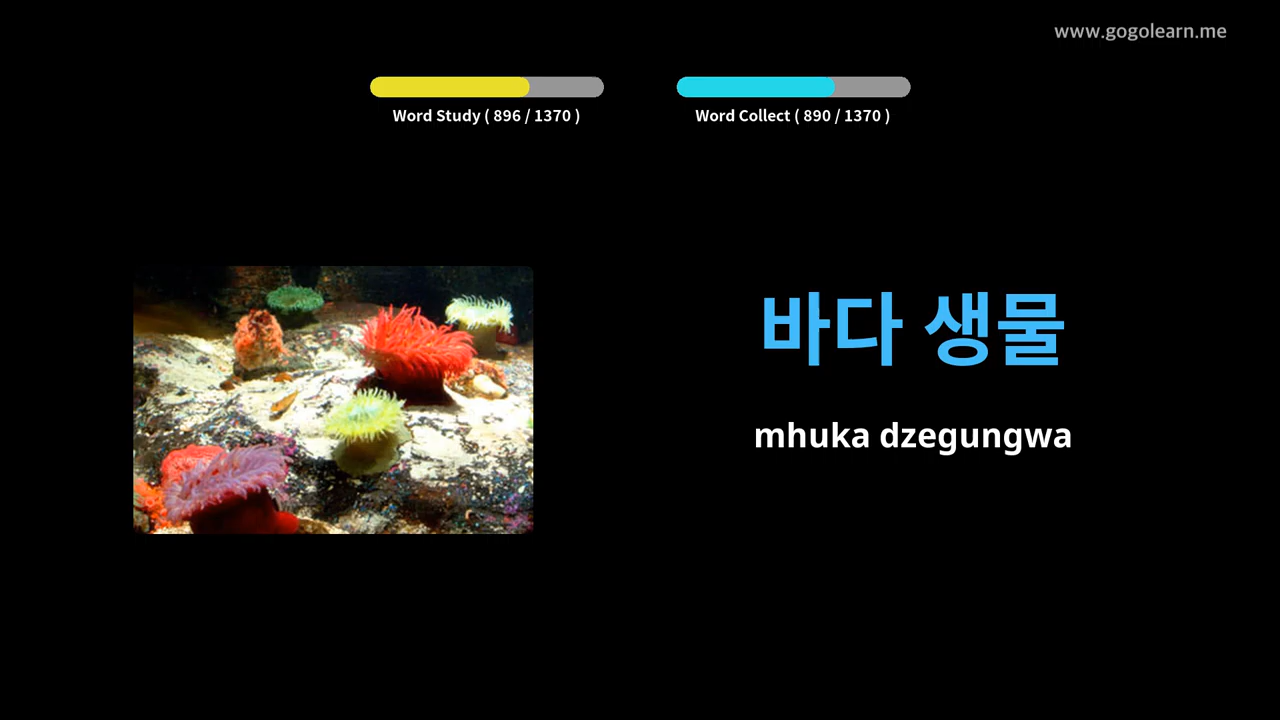 www.gogolearn.me
Word Study ( 896 / 1370 )
Word Collect ( 890 / 1370 )
바다 생물
mhuka dzegungwa